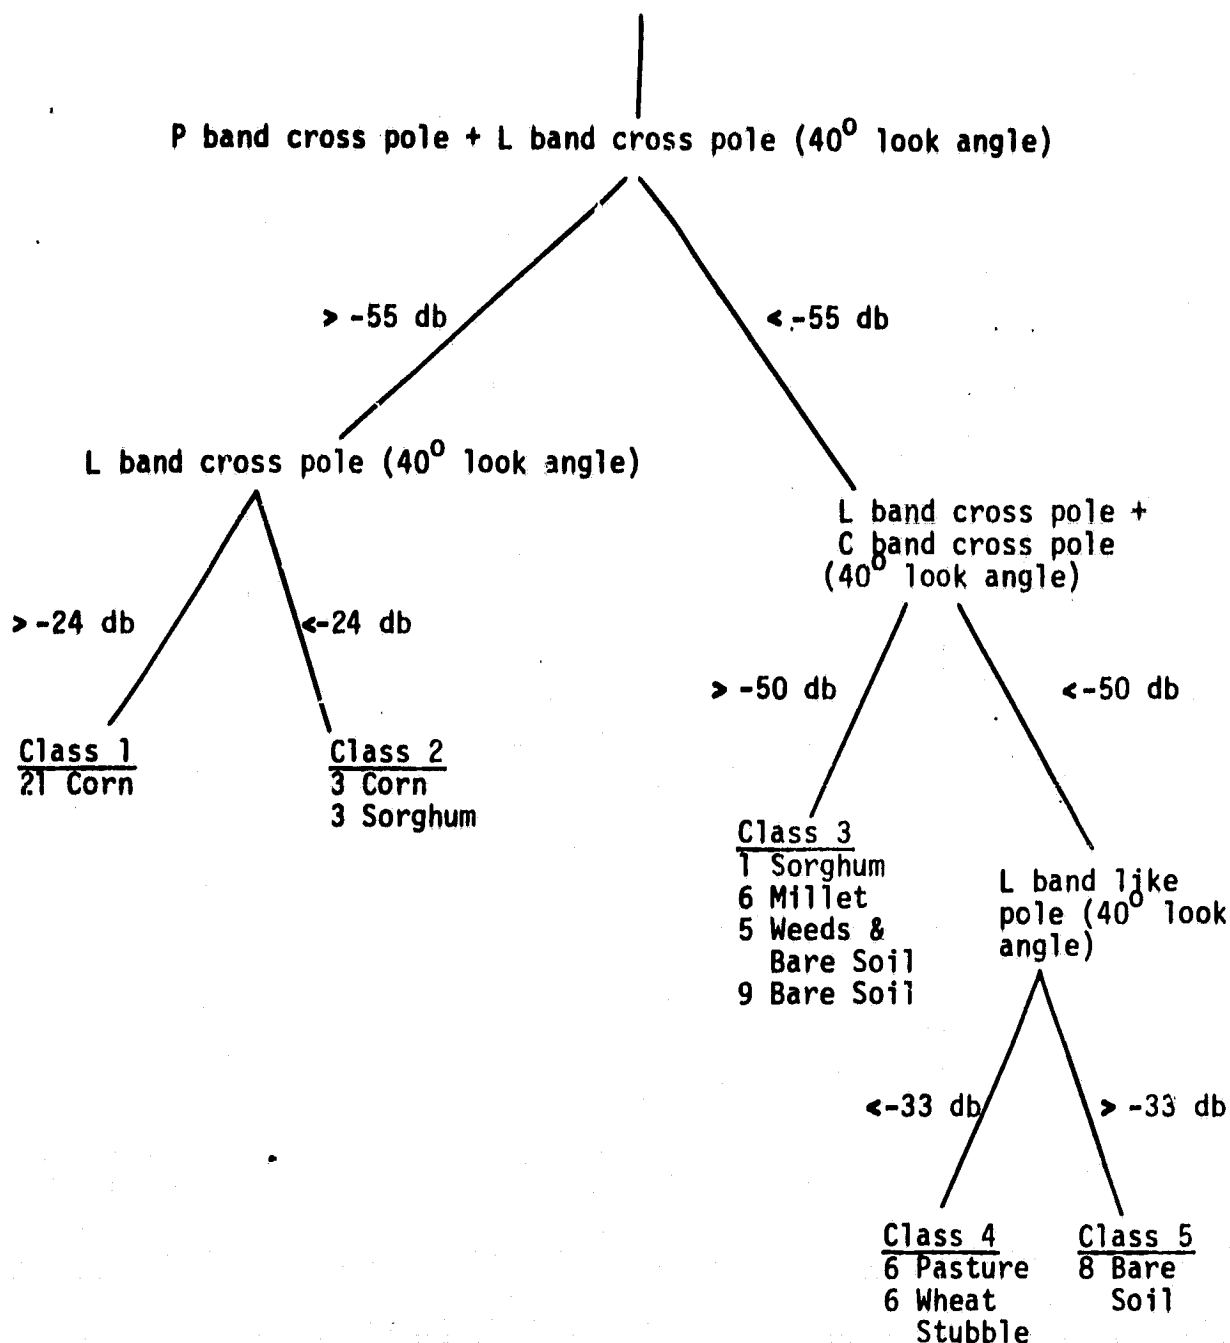 P band cross pole + L band cross pole (40⁰ look angle)
> -55 db
< -55 db
L band cross pole (40⁰ look angle)
L band cross pole +
C band cross pole
(40⁰ look angle)
> -24 db
<-24 db
> -50 db
<-50 db
Class 1
21 Corn
Class 2
3 Corn
3 Sorghum
Class 3
1 Sorghum
6 Millet
5 Weeds &
Bare Soil
9 Bare Soil
L band like
pole (40⁰ look
angle)
<-33 db
> -33 db
Class 4
6 Pasture
6 Wheat
Stubble
Class 5
8 Bare
Soil